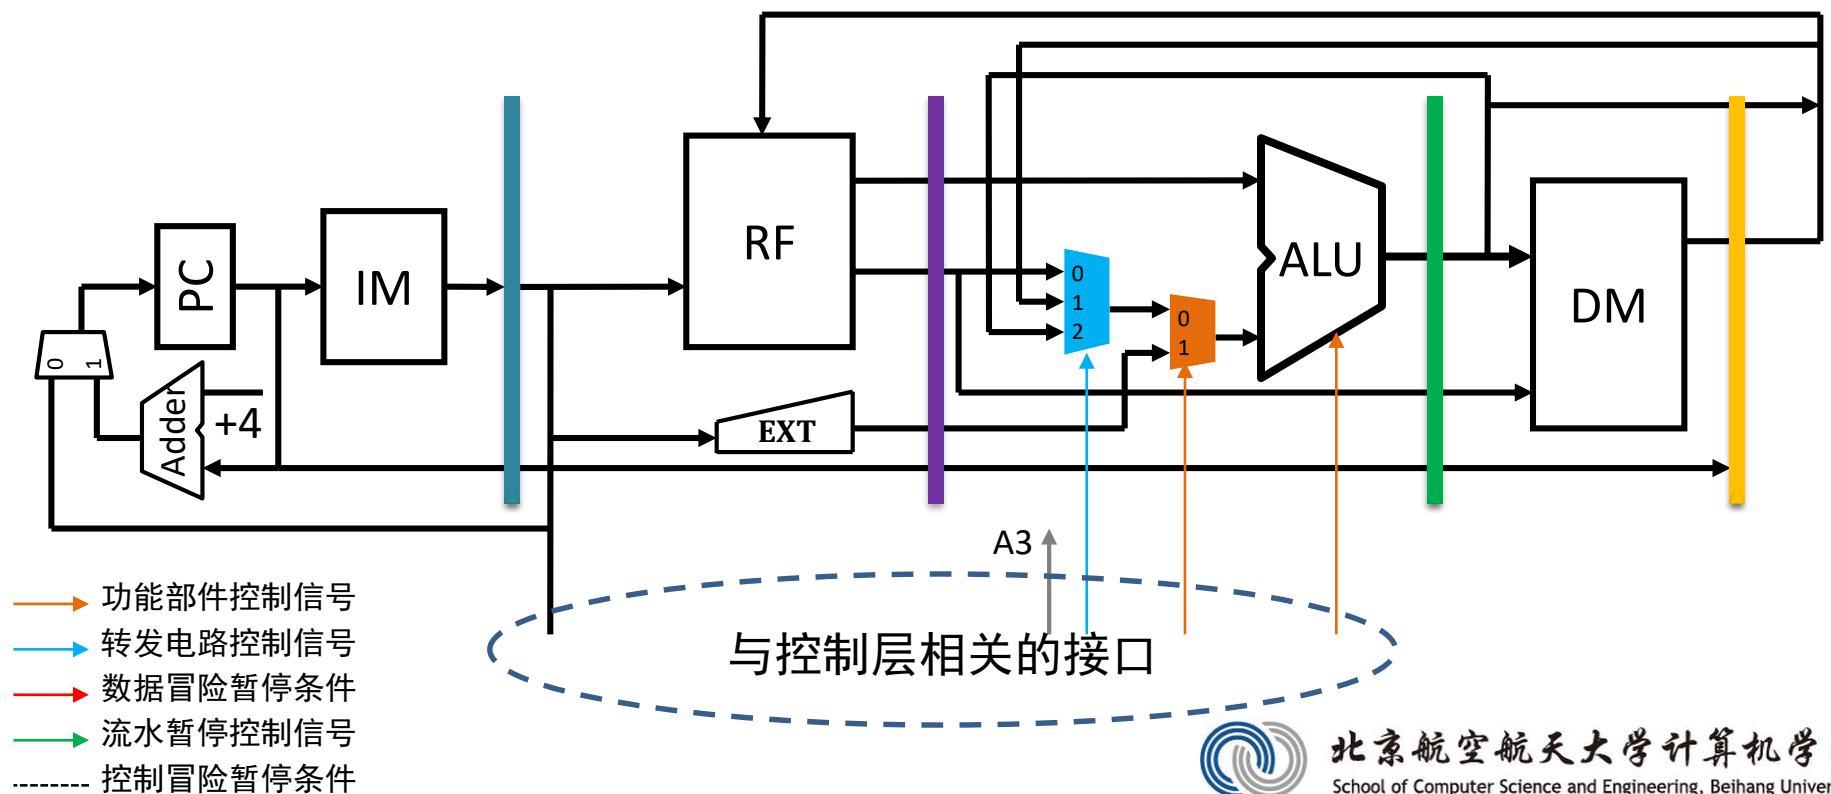 PC
IM
RF
ALU
DM
0
1
2
0
1
0
1
Adder
+4
EXT
A3
与控制层相关的接口
功能部件控制信号
转发电路控制信号
数据冒险暂停条件
流水暂停控制信号
控制冒险暂停条件
北京航空航天大学计算机学
School of Computer Science and Engineering, Beihang Univer